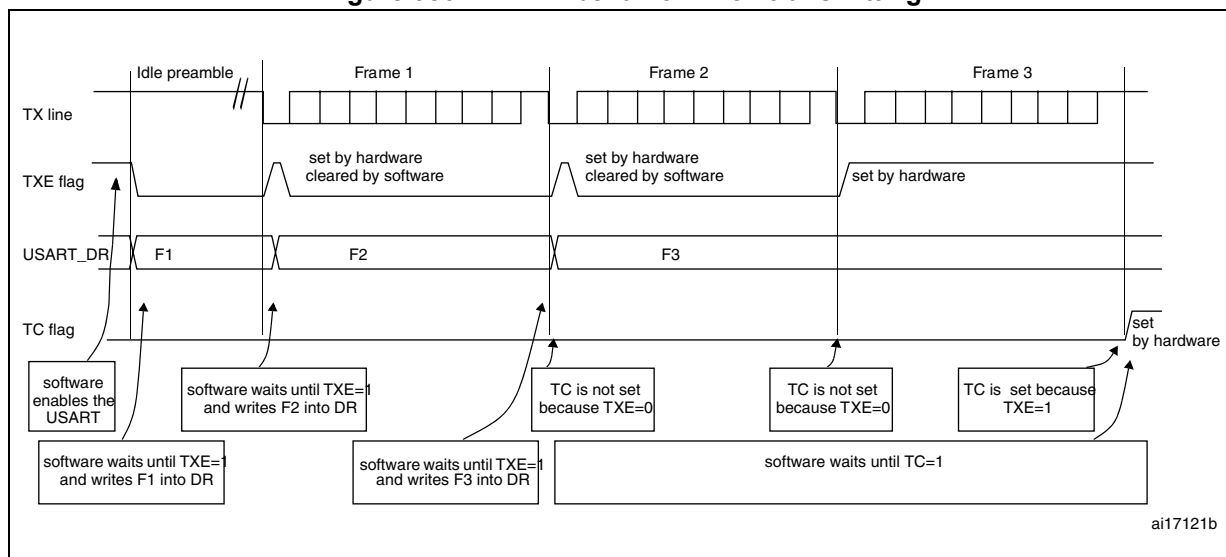 Idle preamble
Frame 1
Frame 2
Frame 3
TX line
TXE flag
set by hardware
cleared by software
set by hardware
cleared by software
set by hardware
USART_DR
F1
F2
F3
TC flag
set
by hardware
software
enables the
USART
software waits until TXE=1
and writes F2 into DR
TC is not set
because TXE=0
TC is not set
because TXE=0
TC is set because
TXE=1
software waits until TXE=1
and writes F1 into DR
software waits until TXE=1
and writes F3 into DR
software waits until TC=1
ai17121b